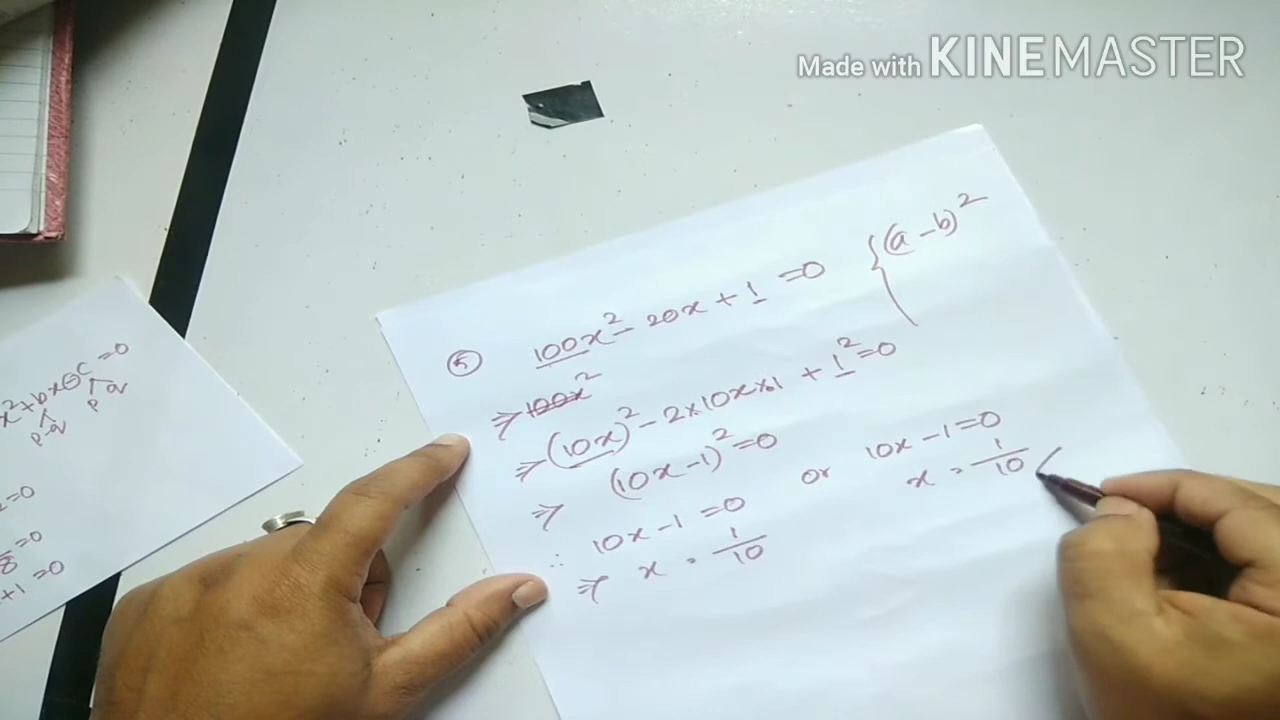 Made with KINEMASTER
x²+bx+c=0
p-q p q
2=0
8=0
+1=0
{(a-b)²
⑤ 100x²-20x+1=0
⇒ 100x²
⇒ (10x)²-2×10x×1+1²=0
⇒ (10x-1)²=0
∴ 10x-1=0 or 10x-1=0
⇒ x=1/10 x=1/10